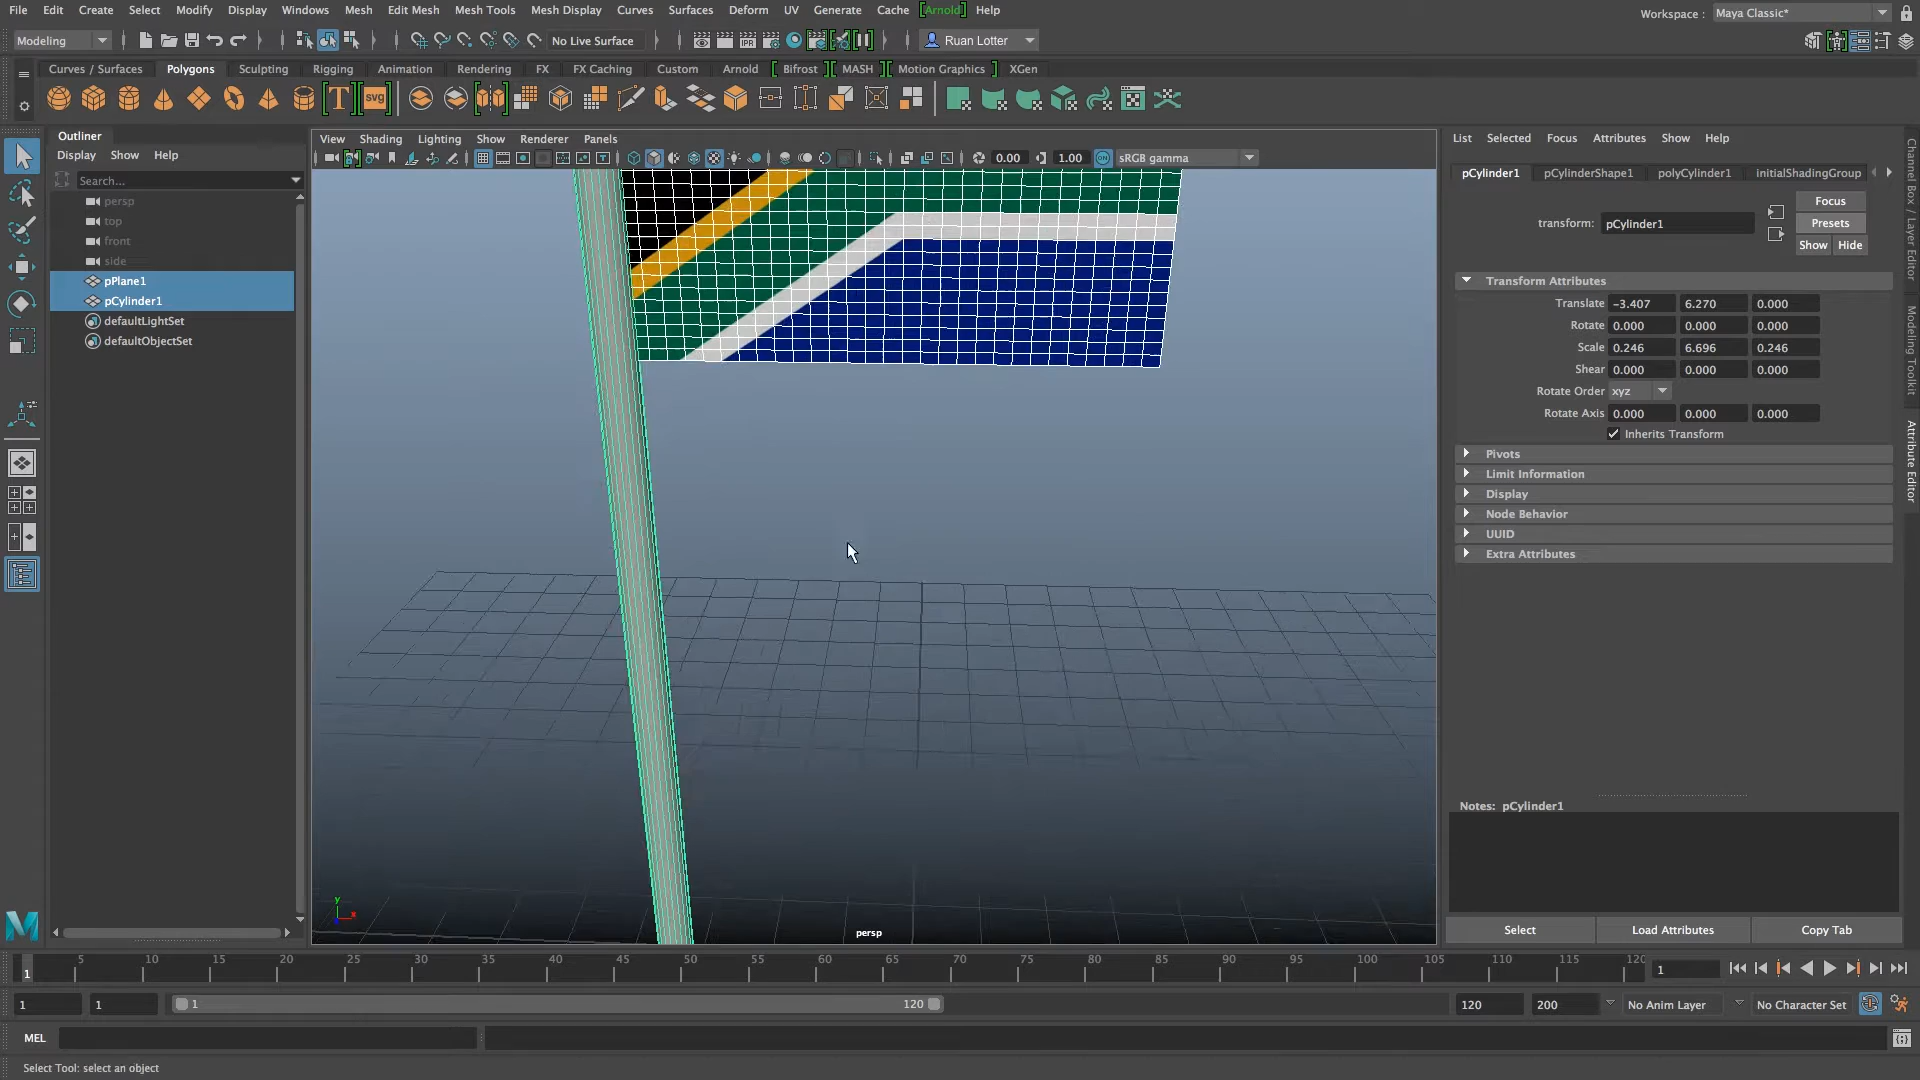 File Edit Create Select Modify Display Windows Mesh Edit Mesh Mesh Tools Mesh Display Curves Surfaces Deform UV Generate Cache [Arnold] Help
Workspace : Maya Classic*
Modeling
No Live Surface
Ruan Lotter
Curves / Surfaces Polygons Sculpting Rigging Animation Rendering FX FX Caching Custom Arnold Bifrost MASH Motion Graphics XGen
T svg
IPR
Outliner
Display Show Help
Search...
persp
top
front
side
pPlane1
pCylinder1
defaultLightSet
defaultObjectSet
View Shading Lighting Show Renderer Panels
0.00 1.00 sRGB gamma
y
x
persp
List Selected Focus Attributes Show Help
pCylinder1 pCylinderShape1 polyCylinder1 initialShadingGroup
Focus
transform: pCylinder1 Presets
Show Hide
Transform Attributes
Translate -3.407 6.270 0.000
Rotate 0.000 0.000 0.000
Scale 0.246 6.696 0.246
Shear 0.000 0.000 0.000
Rotate Order xyz
Rotate Axis 0.000 0.000 0.000
Inherits Transform
Pivots
Limit Information
Display
Node Behavior
UUID
Extra Attributes
Notes: pCylinder1
Select Load Attributes Copy Tab
Channel Box / Layer Editor
Modeling Toolkit
Attribute Editor
1 5 10 15 20 25 30 35 40 45 50 55 60 65 70 75 80 85 90 95 100 105 110 115 120 1
1 1 1 120 120 200 No Anim Layer No Character Set
MEL
Select Tool: select an object